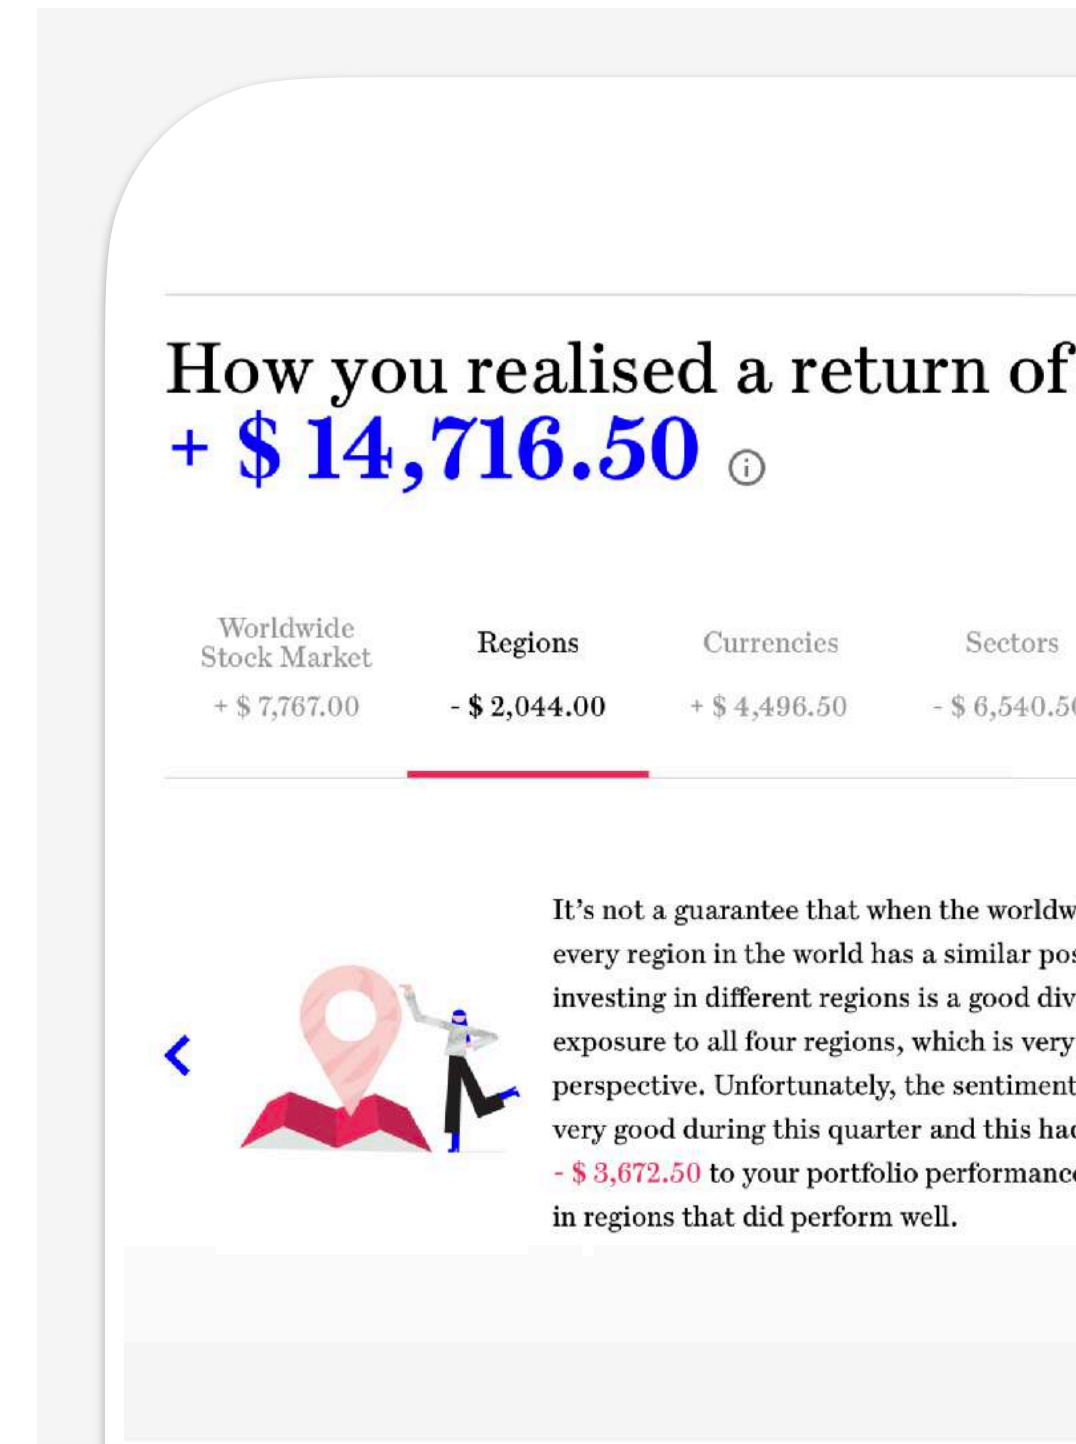 How you realised a return of
+ $ 14,716.50
Worldwide
Stock Market
Regions
Currencies
Sectors
+ $ 7,767.00
- $ 2,044.00
+ $ 4,496.50
- $ 6,540.50
It's not a guarantee that when the
every region in the world has a similar
investing in different regions is a good
exposure to all four regions, which is very
perspective. Unfortunately, the sentiment
very good during this quarter and this had
- $ 3,672.50 to your portfolio performance
in regions that did perform well.